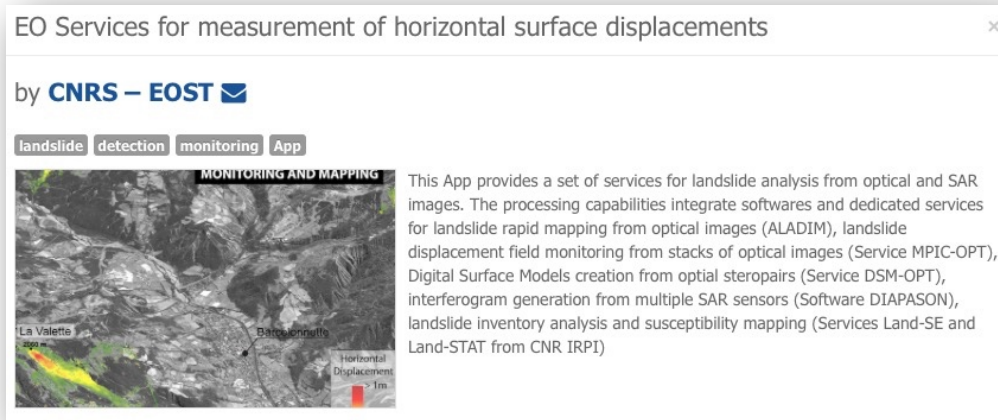 EO Services for measurement of horizontal surface displacements ×
by CNRS – EOST
landslide detection monitoring App
MONITORING AND MAPPING
La Valette
Barcelonnette
Horizontal
Displacement
> 1m
This App provides a set of services for landslide analysis from optical and SAR
images. The processing capabilities integrate softwares and dedicated services
for landslide rapid mapping from optical images (ALADIM), landslide
displacement field monitoring from stacks of optical images (Service MPIC-OPT),
Digital Surface Models creation from optial steropairs (Service DSM-OPT),
interferogram generation from multiple SAR sensors (Software DIAPASON),
landslide inventory analysis and susceptibility mapping (Services Land-SE and
Land-STAT from CNR IRPI)